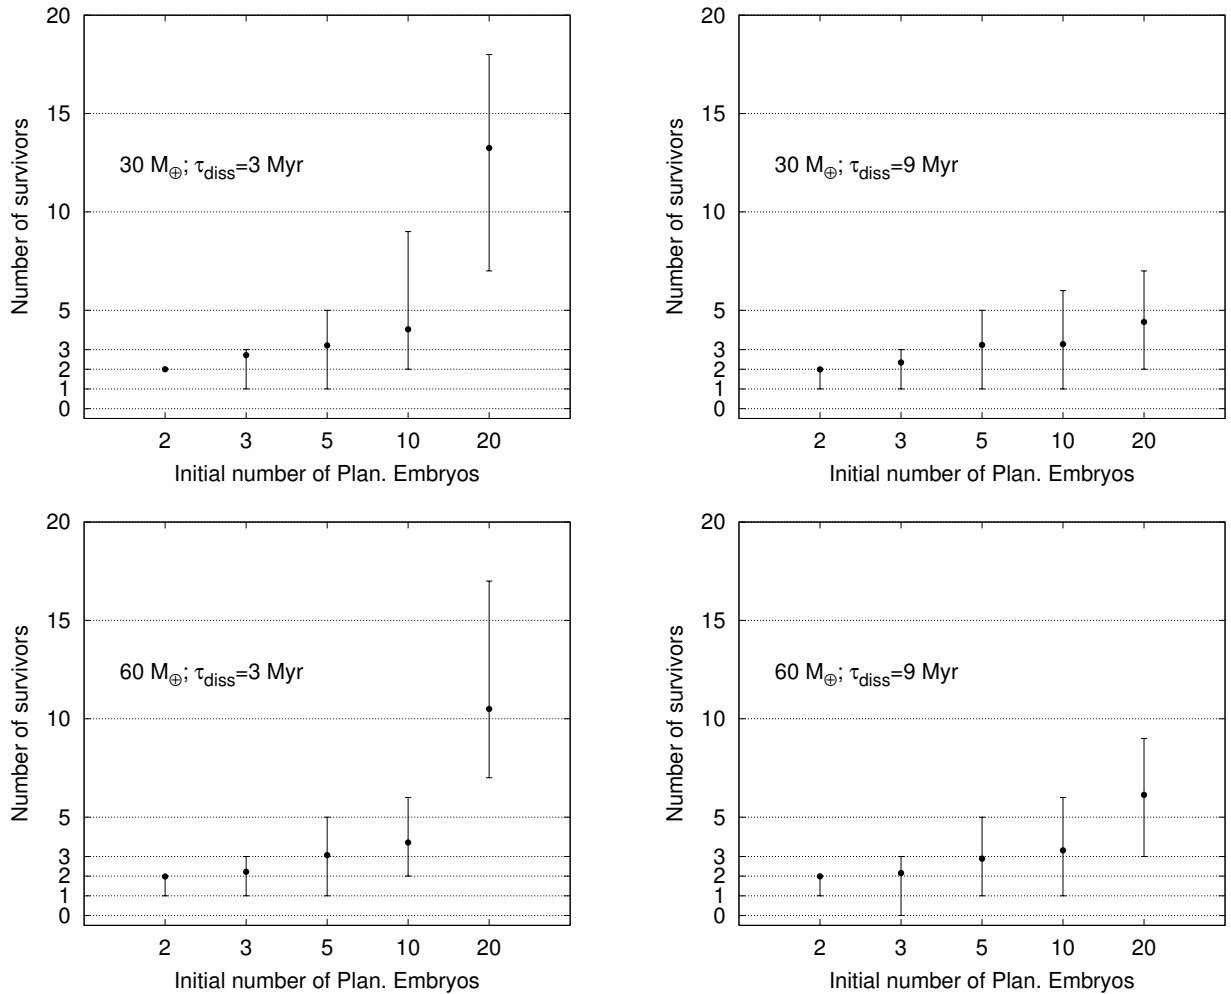 20
15
10
5
3
2
1
0
Number of survivors
30 M⊕; τdiss=3 Myr
2 3 5 10 20
Initial number of Plan. Embryos
20
15
10
5
3
2
1
0
Number of survivors
30 M⊕; τdiss=9 Myr
2 3 5 10 20
Initial number of Plan. Embryos
20
15
10
5
3
2
1
0
Number of survivors
60 M⊕; τdiss=3 Myr
2 3 5 10 20
Initial number of Plan. Embryos
20
15
10
5
3
2
1
0
Number of survivors
60 M⊕; τdiss=9 Myr
2 3 5 10 20
Initial number of Plan. Embryos